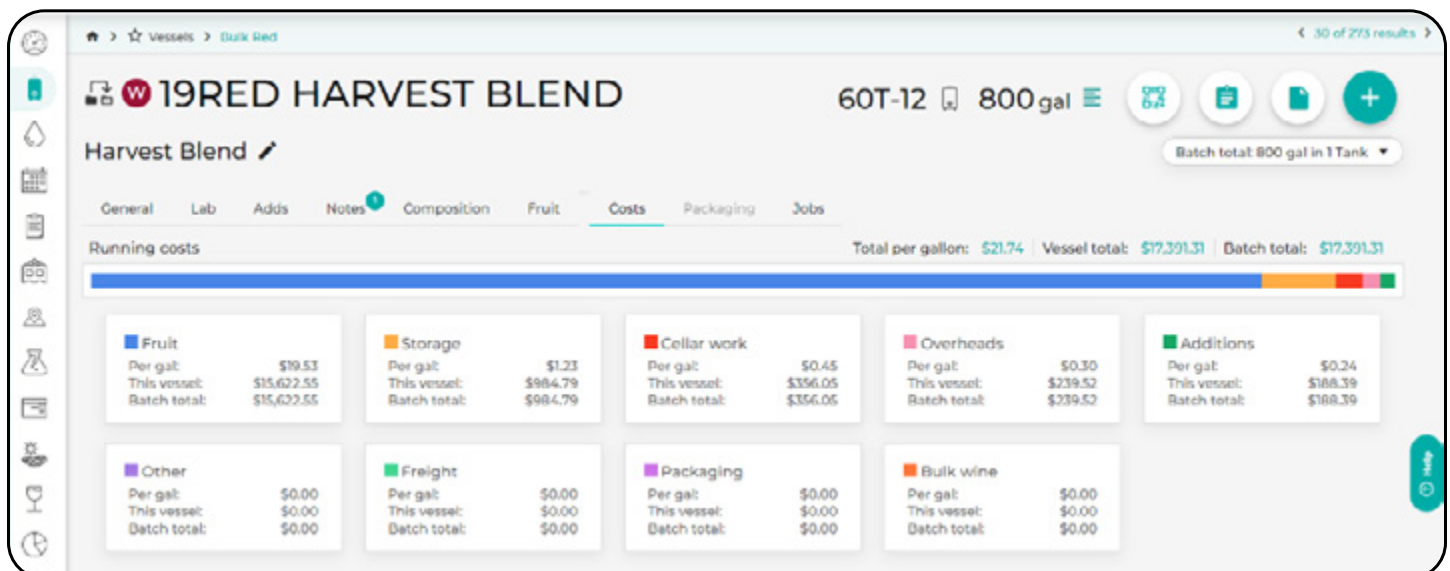 Vessels > Bulk Red
< 30 of 273 results >
W 19RED HARVEST BLEND
60T-12 800 gal
Harvest Blend
Batch total: 800 gal in 1 Tank
General Lab Adds Notes 1 Composition Fruit Costs Packaging Jobs
Running costs
Total per gallon: $21.74 Vessel total: $17,391.31 Batch total: $17,391.31
Fruit
Per gal: $19.53
This vessel: $15,622.55
Batch total: $15,622.55
Storage
Per gal: $1.23
This vessel: $984.79
Batch total: $984.79
Cellar work
Per gal: $0.45
This vessel: $356.05
Batch total: $356.05
Overheads
Per gal: $0.30
This vessel: $239.52
Batch total: $239.52
Additions
Per gal: $0.24
This vessel: $188.39
Batch total: $188.39
Other
Per gal: $0.00
This vessel: $0.00
Batch total: $0.00
Freight
Per gal: $0.00
This vessel: $0.00
Batch total: $0.00
Packaging
Per gal: $0.00
This vessel: $0.00
Batch total: $0.00
Bulk wine
Per gal: $0.00
This vessel: $0.00
Batch total: $0.00
Help